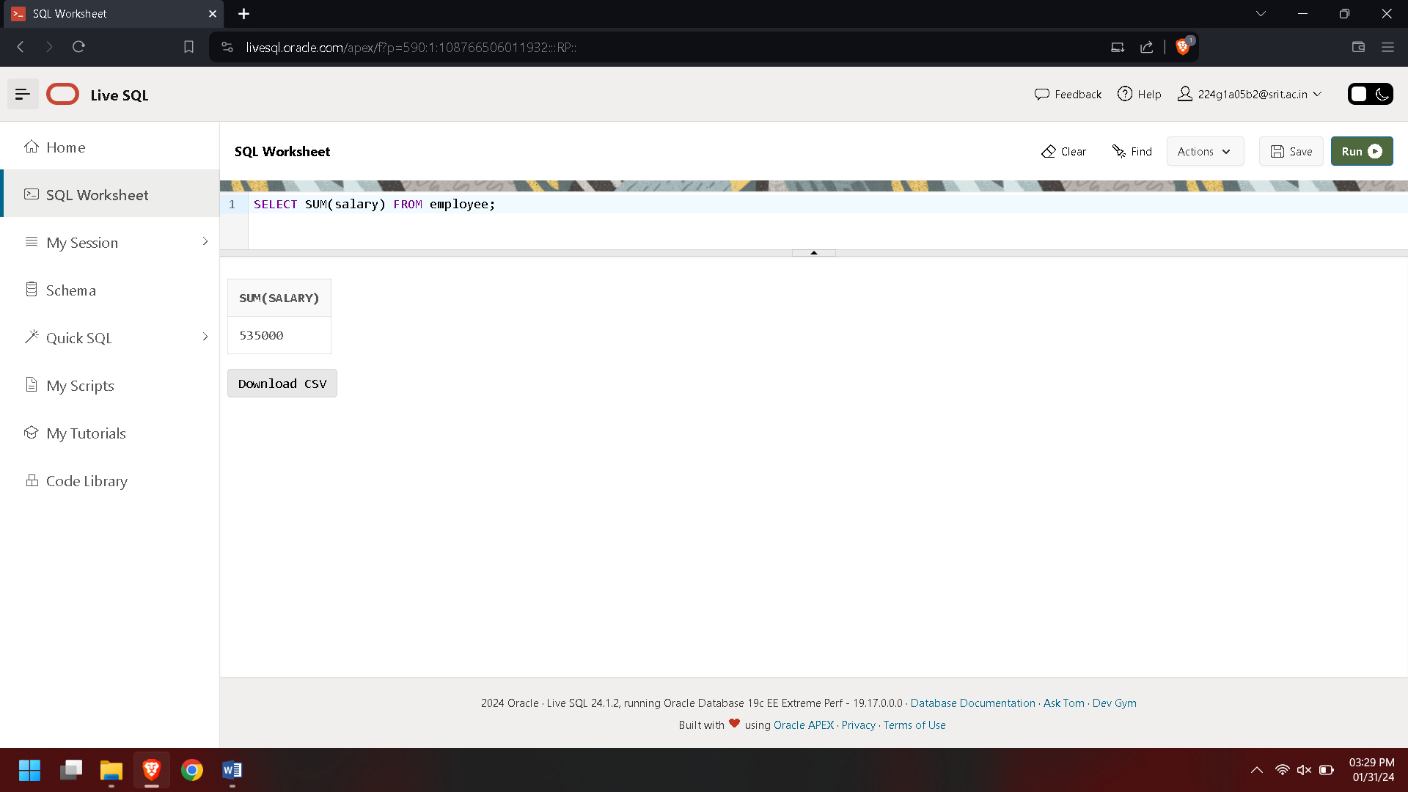 SQL Worksheet
livesql.oracle.com/apex/f?p=590:1:108766506011932:::RP::
1
Live SQL
Feedback
Help
224g1a05b2@srit.ac.in
Home
SQL Worksheet
My Session
Schema
Quick SQL
My Scripts
My Tutorials
Code Library
SQL Worksheet
Clear
Find
Actions
Save
Run
1 SELECT SUM(salary) FROM employee;
SUM(SALARY)
535000
Download CSV
2024 Oracle · Live SQL 24.1.2, running Oracle Database 19c EE Extreme Perf - 19.17.0.0.0 · Database Documentation · Ask Tom · Dev Gym
Built with ❤ using Oracle APEX · Privacy · Terms of Use
03:29 PM
01/31/24